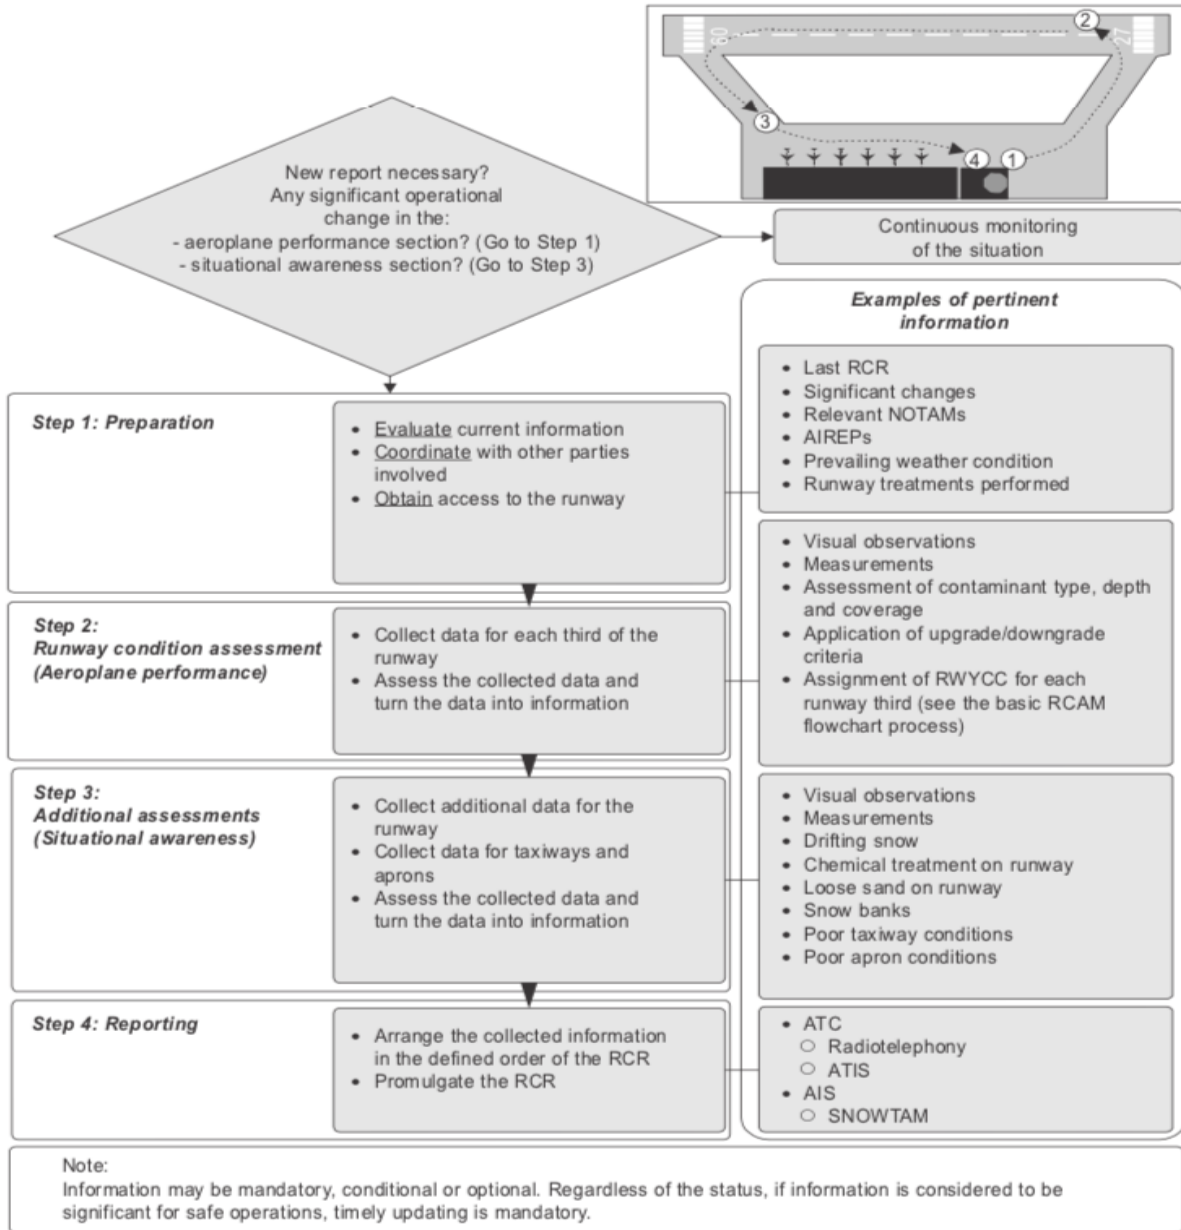 2
09
27
3
4
1
New report necessary?
Any significant operational
change in the:
- aeroplane performance section? (Go to Step 1)
- situational awareness section? (Go to Step 3)
Continuous monitoring
of the situation
Examples of pertinent
information
Step 1: Preparation
• Evaluate current information
• Coordinate with other parties
involved
• Obtain access to the runway
• Last RCR
• Significant changes
• Relevant NOTAMs
• AIREPs
• Prevailing weather condition
• Runway treatments performed
Step 2:
Runway condition assessment
(Aeroplane performance)
• Collect data for each third of the
runway
• Assess the collected data and
turn the data into information
• Visual observations
• Measurements
• Assessment of contaminant type, depth
and coverage
• Application of upgrade/downgrade
criteria
• Assignment of RWYCC for each
runway third (see the basic RCAM
flowchart process)
Step 3:
Additional assessments
(Situational awareness)
• Collect additional data for the
runway
• Collect data for taxiways and
aprons
• Assess the collected data and
turn the data into information
• Visual observations
• Measurements
• Drifting snow
• Chemical treatment on runway
• Loose sand on runway
• Snow banks
• Poor taxiway conditions
• Poor apron conditions
Step 4: Reporting
• Arrange the collected information
in the defined order of the RCR
• Promulgate the RCR
• ATC
○ Radiotelephony
○ ATIS
• AIS
○ SNOWTAM
Note:
Information may be mandatory, conditional or optional. Regardless of the status, if information is considered to be
significant for safe operations, timely updating is mandatory.